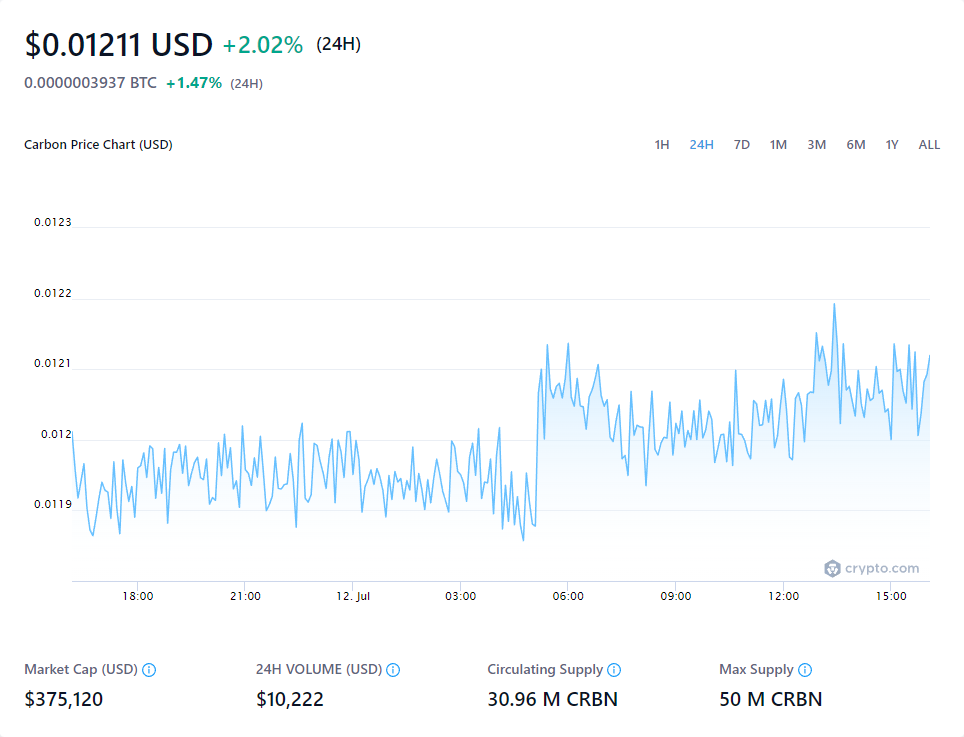 $0.01211 USD +2.02% (24H)
0.0000003937 BTC +1.47% (24H)
Carbon Price Chart (USD) 1H 24H 7D 1M 3M 6M 1Y ALL
0.0123
0.0122
0.0121
0.012
0.0119
crypto.com
18:00 21:00 12. Jul 03:00 06:00 09:00 12:00 15:00
Market Cap (USD) 24H VOLUME (USD) Circulating Supply Max Supply
$375,120 $10,222 30.96 M CRBN 50 M CRBN